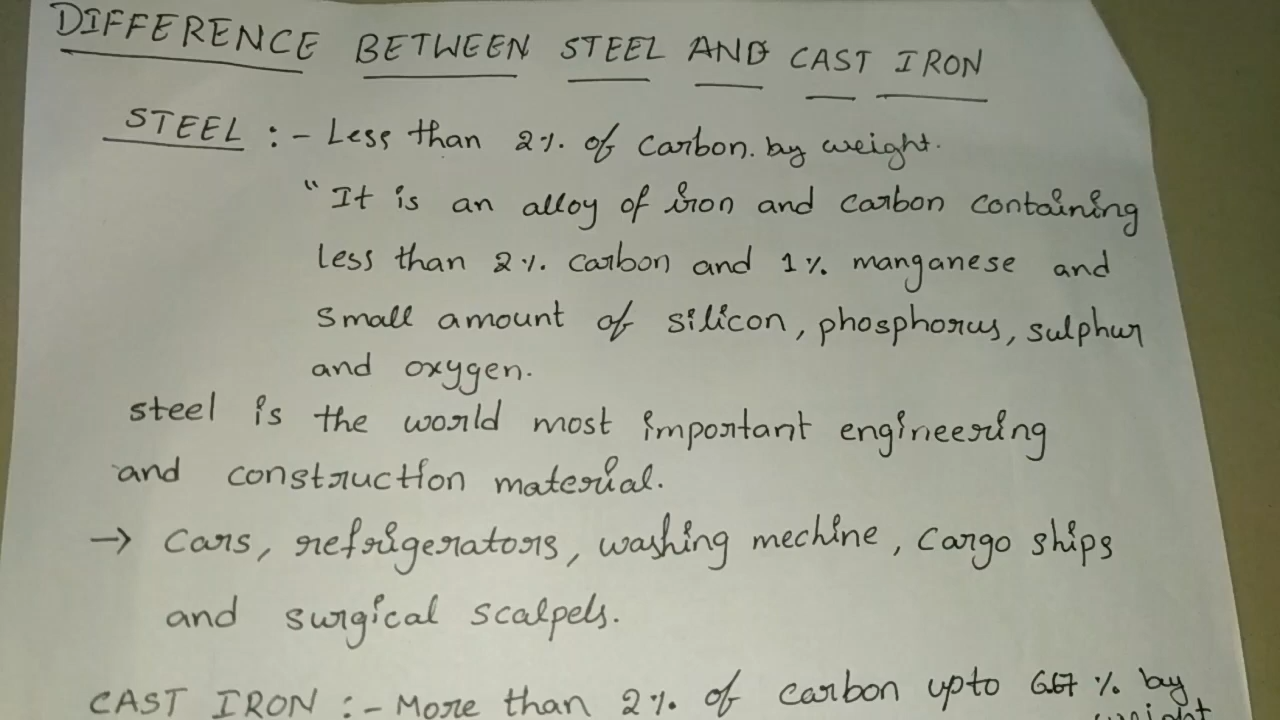 DIFFERENCE BETWEEN STEEL AND CAST IRON
STEEL :- Less than 2%. of carbon. by weight.
"It is an alloy of iron and carbon containing
less than 2%. carbon and 1% manganese and
small amount of silicon, phosphorus, sulphur
and oxygen.
steel is the world most important engineering
and construction material.
→ Cars, refrigerators, washing mechine, cargo ships
and surgical scalpels.
CAST IRON :- More than 2%. of carbon upto 6.67 % by
weight